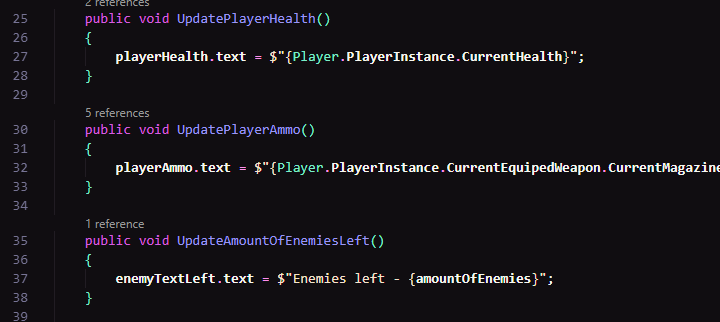 2 references
25 public void UpdatePlayerHealth()
26 {
27 playerHealth.text = $"{Player.PlayerInstance.CurrentHealth}";
28 }
29
5 references
30 public void UpdatePlayerAmmo()
31 {
32 playerAmmo.text = $"{Player.PlayerInstance.CurrentEquipedWeapon.CurrentMagazine
33 }
34
1 reference
35 public void UpdateAmountOfEnemiesLeft()
36 {
37 enemyTextLeft.text = $"Enemies left - {amountOfEnemies}";
38 }
39